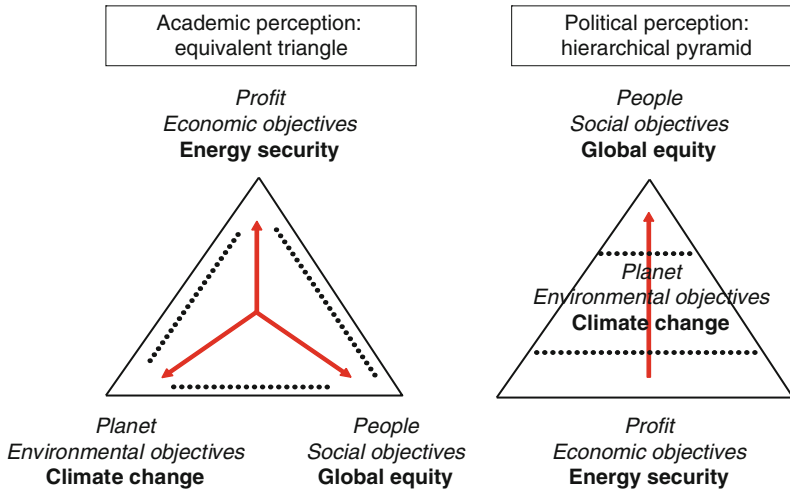 Academic perception:
equivalent triangle
Profit
Economic objectives
Energy security
Planet
Environmental objectives
Climate change
People
Social objectives
Global equity
Political perception:
hierarchical pyramid
People
Social objectives
Global equity
Planet
Environmental objectives
Climate change
Profit
Economic objectives
Energy security